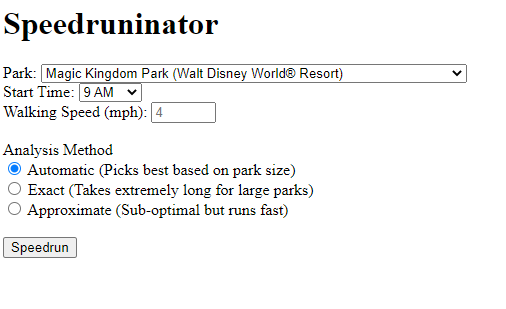 Speedruninator
Park: Magic Kingdom Park (Walt Disney World® Resort)
Start Time: 9 AM
Walking Speed (mph): 4
Analysis Method
Automatic (Picks best based on park size)
Exact (Takes extremely long for large parks)
Approximate (Sub-optimal but runs fast)
Speedrun